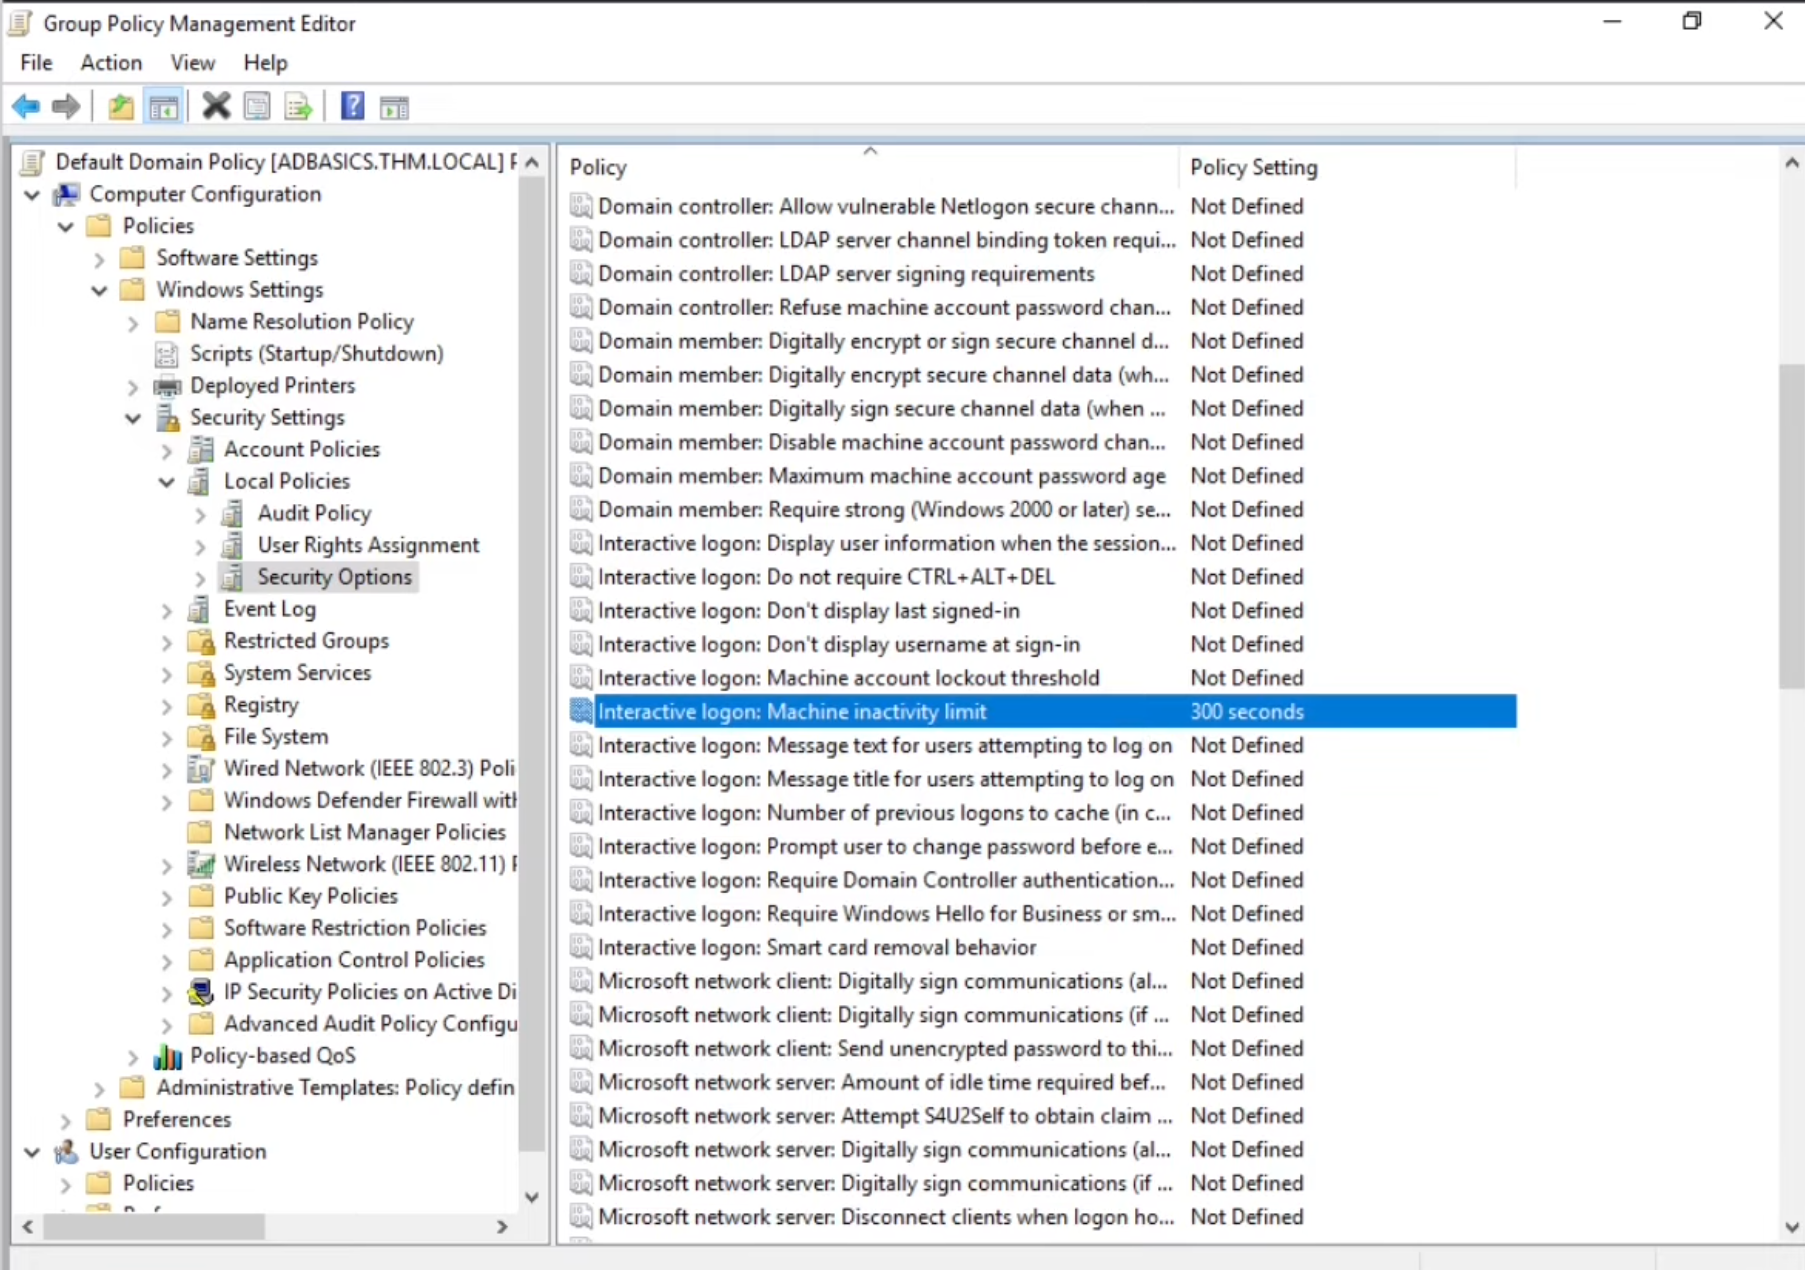 Group Policy Management Editor
File Action View Help
Default Domain Policy [ADBASICS.THM.LOCAL]
Computer Configuration
Policies
Software Settings
Windows Settings
Name Resolution Policy
Scripts (Startup/Shutdown)
Deployed Printers
Security Settings
Account Policies
Local Policies
Audit Policy
User Rights Assignment
Security Options
Event Log
Restricted Groups
System Services
Registry
File System
Wired Network (IEEE 802.3) Poli
Windows Defender Firewall wit
Network List Manager Policies
Wireless Network (IEEE 802.11)
Public Key Policies
Software Restriction Policies
Application Control Policies
IP Security Policies on Active Di
Advanced Audit Policy Configu
Policy-based QoS
Administrative Templates: Policy defin
Preferences
User Configuration
Policies
Policy Policy Setting
Domain controller: Allow vulnerable Netlogon secure chann... Not Defined
Domain controller: LDAP server channel binding token requi... Not Defined
Domain controller: LDAP server signing requirements Not Defined
Domain controller: Refuse machine account password chan... Not Defined
Domain member: Digitally encrypt or sign secure channel d... Not Defined
Domain member: Digitally encrypt secure channel data (wh... Not Defined
Domain member: Digitally sign secure channel data (when ... Not Defined
Domain member: Disable machine account password chan... Not Defined
Domain member: Maximum machine account password age Not Defined
Domain member: Require strong (Windows 2000 or later) se... Not Defined
Interactive logon: Display user information when the session... Not Defined
Interactive logon: Do not require CTRL+ALT+DEL Not Defined
Interactive logon: Don't display last signed-in Not Defined
Interactive logon: Don't display username at sign-in Not Defined
Interactive logon: Machine account lockout threshold Not Defined
Interactive logon: Machine inactivity limit 300 seconds
Interactive logon: Message text for users attempting to log on Not Defined
Interactive logon: Message title for users attempting to log on Not Defined
Interactive logon: Number of previous logons to cache (in c... Not Defined
Interactive logon: Prompt user to change password before e... Not Defined
Interactive logon: Require Domain Controller authentication... Not Defined
Interactive logon: Require Windows Hello for Business or sm... Not Defined
Interactive logon: Smart card removal behavior Not Defined
Microsoft network client: Digitally sign communications (al... Not Defined
Microsoft network client: Digitally sign communications (if ... Not Defined
Microsoft network client: Send unencrypted password to thi... Not Defined
Microsoft network server: Amount of idle time required bef... Not Defined
Microsoft network server: Attempt S4U2Self to obtain claim ... Not Defined
Microsoft network server: Digitally sign communications (al... Not Defined
Microsoft network server: Digitally sign communications (if ... Not Defined
Microsoft network server: Disconnect clients when logon ho... Not Defined